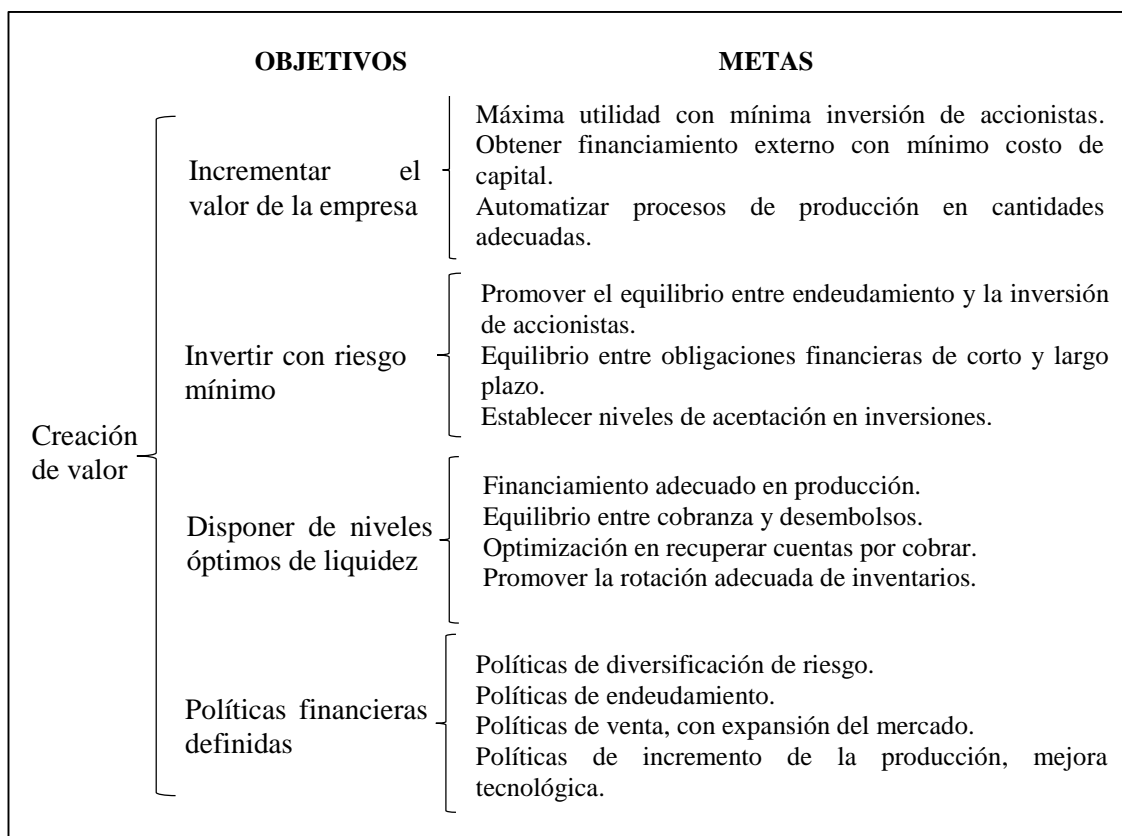 OBJETIVOS
METAS
Creación
de valor
Incrementar el
valor de la empresa
Máxima utilidad con mínima inversión de accionistas.
Obtener financiamiento externo con mínimo costo de
capital.
Automatizar procesos de producción en cantidades
adecuadas.
Invertir con riesgo
mínimo
Promover el equilibrio entre endeudamiento y la inversión
de accionistas.
Equilibrio entre obligaciones financieras de corto y largo
plazo.
Establecer niveles de aceptación en inversiones.
Disponer de niveles
óptimos de liquidez
Financiamiento adecuado en producción.
Equilibrio entre cobranza y desembolsos.
Optimización en recuperar cuentas por cobrar.
Promover la rotación adecuada de inventarios.
Políticas financieras
definidas
Políticas de diversificación de riesgo.
Políticas de endeudamiento.
Políticas de venta, con expansión del mercado.
Políticas de incremento de la producción, mejora
tecnológica.